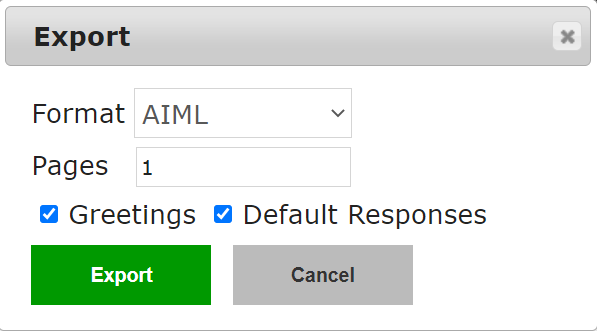 Export
Format AIML
Pages 1
Greetings Default Responses
Export Cancel